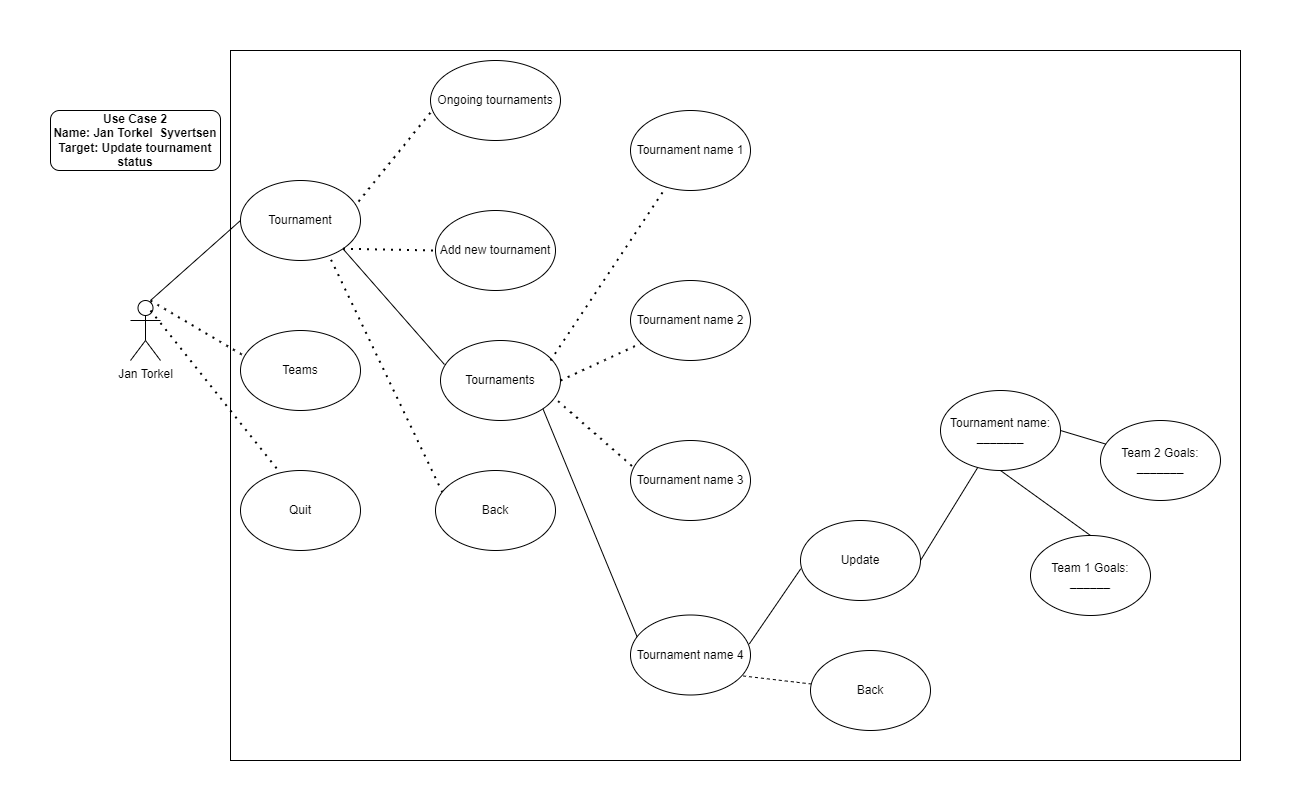 Use Case 2
Name: Jan Torkel  Syvertsen
Target: Update tournament
status
Ongoing tournaments
Tournament name 1
Tournament
Add new tournament
Tournament name 2
Jan Torkel
Teams
Tournaments
Tournament name:
_______
Team 2 Goals:
_______
Tournament name 3
Quit
Back
Update
Team 1 Goals:
______
Tournament name 4
Back